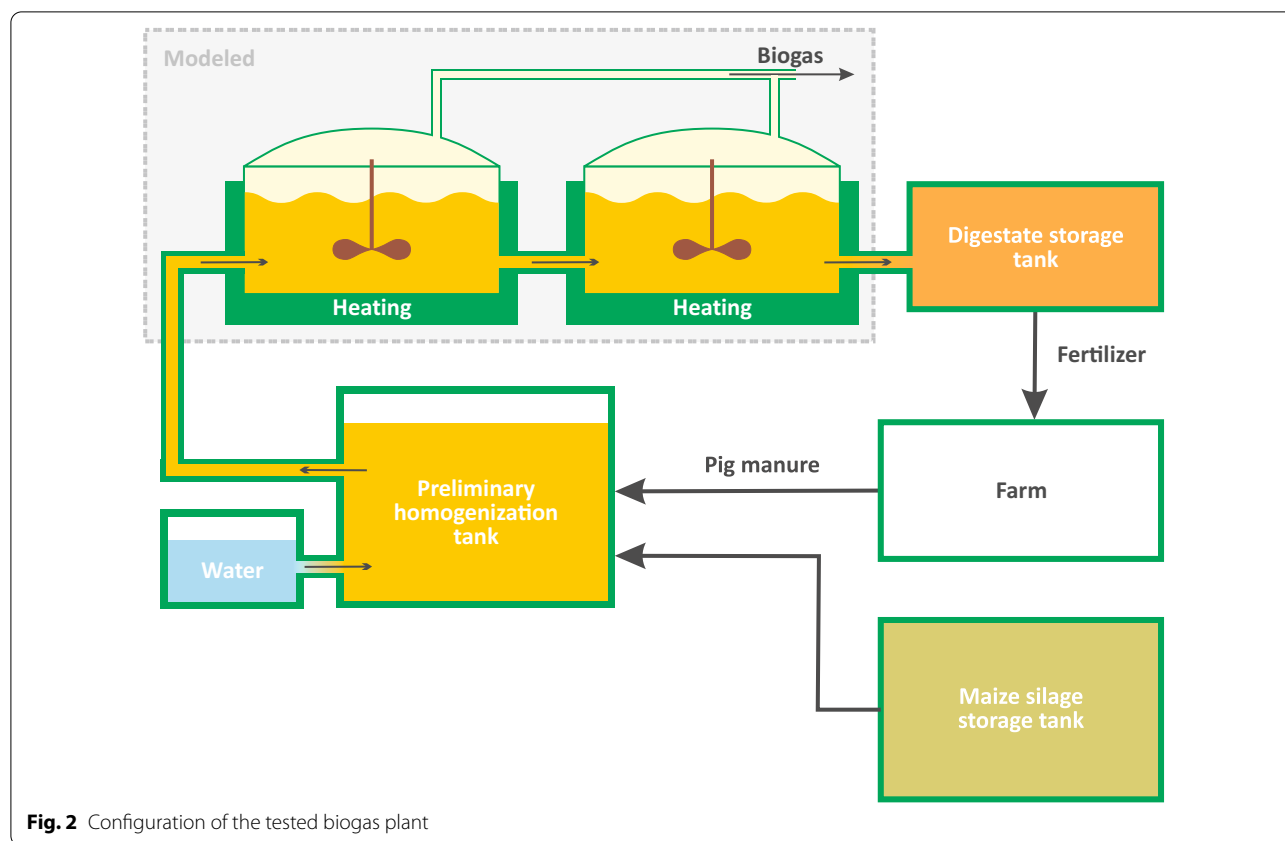 Modeled
Biogas
Heating
Heating
Digestate storage
tank
Fertilizer
Pig manure
Farm
Preliminary
homogenization
tank
Water
Maize silage
storage tank
Fig. 2 Configuration of the tested biogas plant